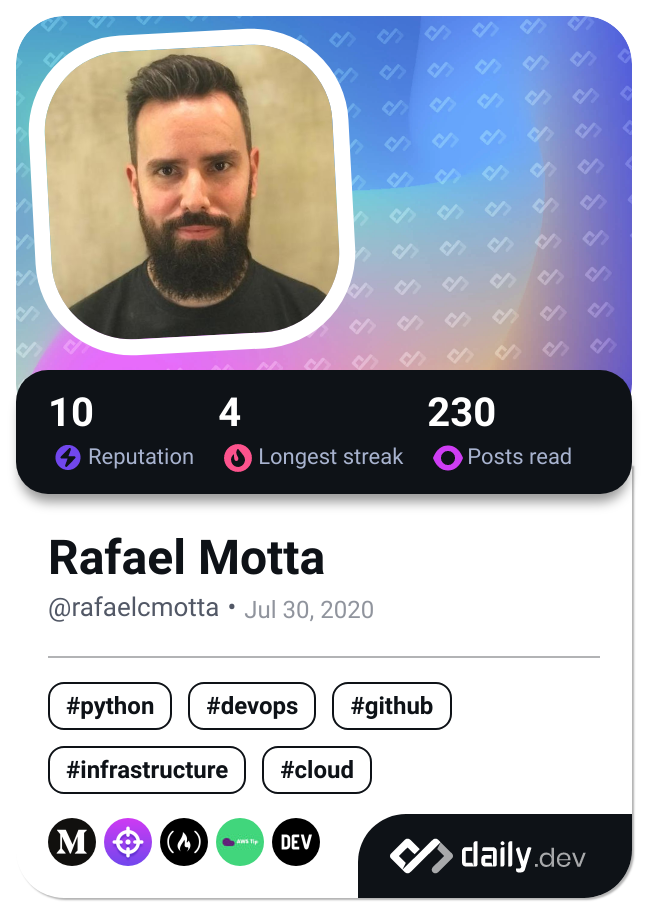 10 4 230
Reputation Longest streak Posts read
Rafael Motta
@rafaelcmotta • Jul 30, 2020
#python #devops #github
#infrastructure #cloud
M AWS Tip DEV
daily.dev